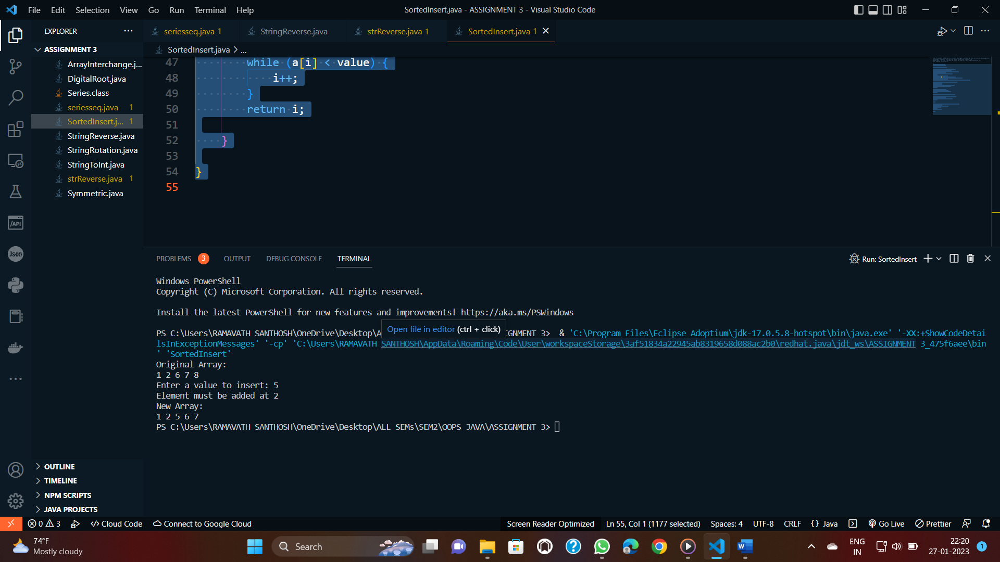 File Edit Selection View Go Run Terminal Help
SortedInsert.java - ASSIGNMENT 3 - Visual Studio Code
EXPLORER
seriesseq.java 1
StringReverse.java
strReverse.java 1
SortedInsert.java 1
ASSIGNMENT 3
SortedInsert.java > ...
ArrayInterchange.j...
DigitalRoot.java
Series.class
seriesseq.java 1
SortedInsert.j... 1
StringReverse.java
StringRotation.java
StringToInt.java
strReverse.java 1
Symmetric.java
47 while (a[i] < value) {
48 i++;
49 }
50 return i;
51
52 }
53
54 }
55
PROBLEMS 3 OUTPUT DEBUG CONSOLE TERMINAL
Run: SortedInsert
Windows PowerShell
Copyright (C) Microsoft Corporation. All rights reserved.
Install the latest PowerShell for new features and improvements! https://aka.ms/PSWindows
Open file in editor (ctrl + click)
PS C:\Users\RAMAVATH SANTHOSH\OneDrive\Desktop\A GNMENT 3> & 'C:\Program Files\Eclipse Adoptium\jdk-17.0.5.8-hotspot\bin\java.exe' '-XX:+ShowCodeDetai
lsInExceptionMessages' '-cp' 'C:\Users\RAMAVATH SANTHOSH\AppData\Roaming\Code\User\workspaceStorage\3af51834a22945ab8319658d088ac2b0\redhat.java\jdt_ws\ASSIGNMENT 3_475f6aee\bin
' 'SortedInsert'
Original Array:
1 2 6 7 8
Enter a value to insert: 5
Element must be added at 2
New Array:
1 2 5 6 7
PS C:\Users\RAMAVATH SANTHOSH\OneDrive\Desktop\ALL SEMs\SEM2\OOPS JAVA\ASSIGNMENT 3>
/API
Json
OUTLINE
TIMELINE
NPM SCRIPTS
JAVA PROJECTS
0 3 Cloud Code Connect to Google Cloud
Screen Reader Optimized Ln 55, Col 1 (1177 selected) Spaces: 4 UTF-8 CRLF {} Java Go Live Prettier
74°F
Mostly cloudy
Search
ENG
IN
22:20
27-01-2023
1